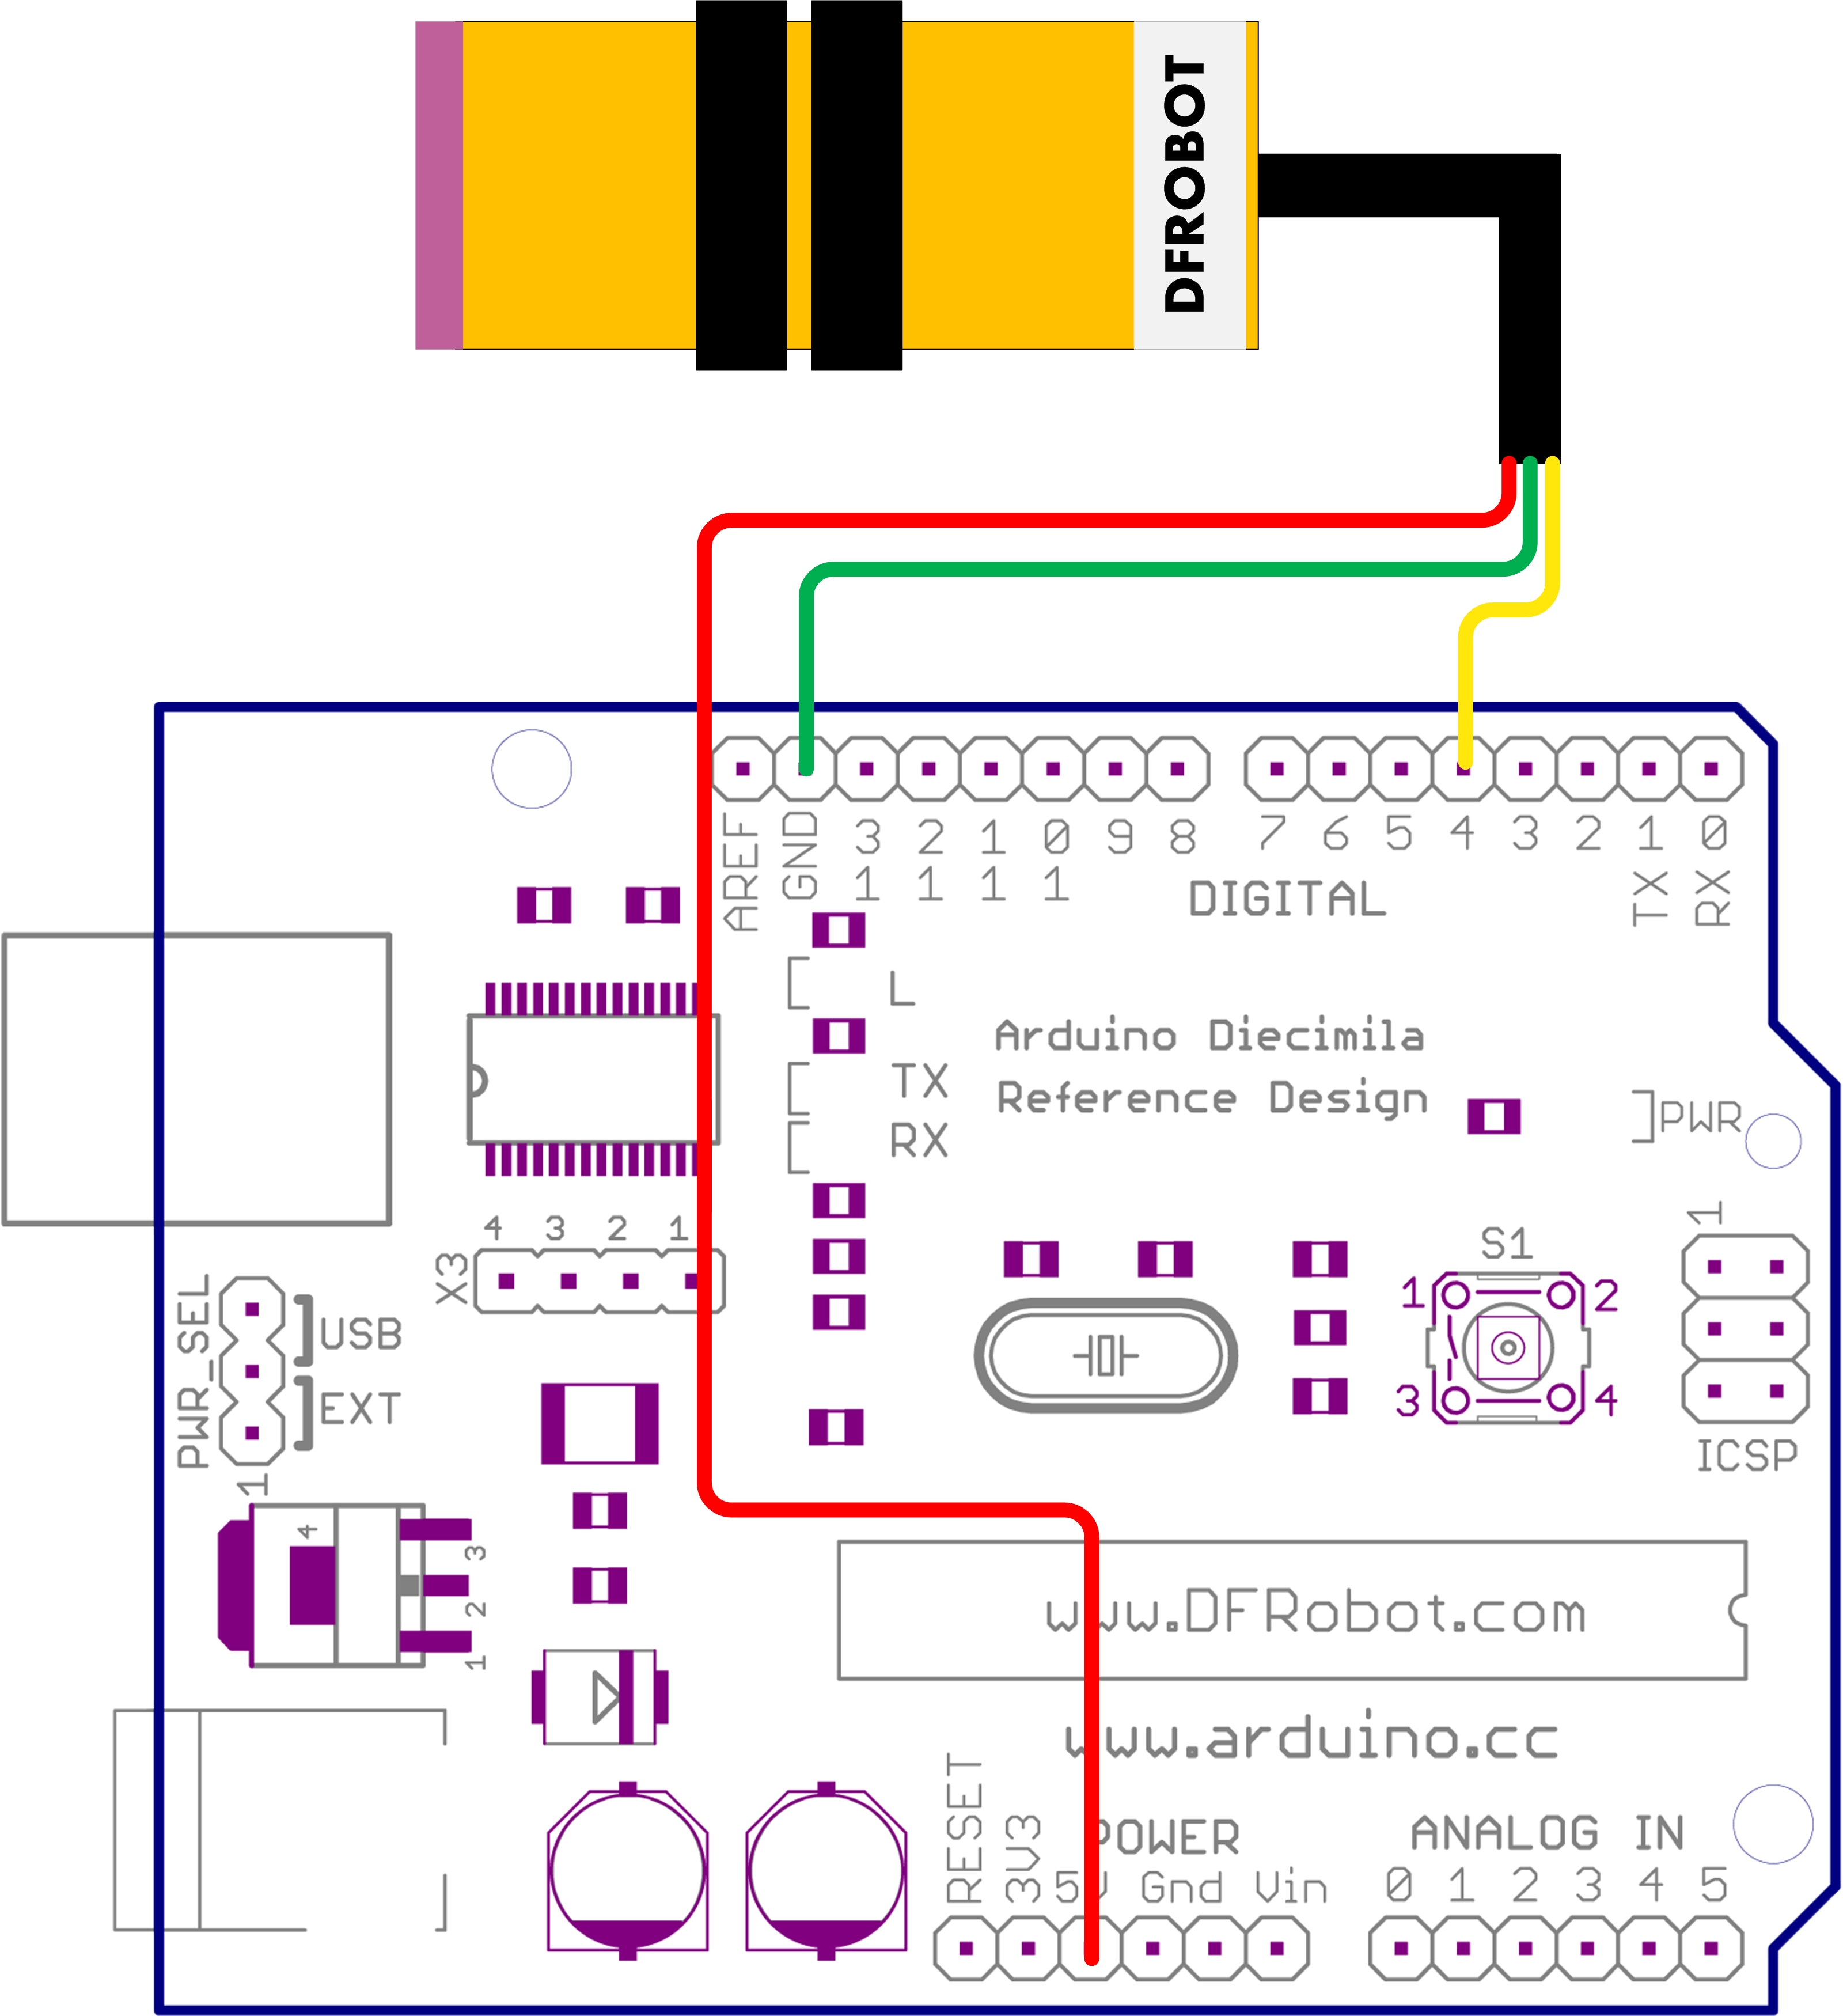 DFROBOT
AREF
GND
13
12
11
10
9
8
7
6
5
4
3
2
1
0
TX
RX
DIGITAL
L
Arduino Diecimila
Reference Design
TX
RX
PWR
4 3 2 1
X3
S1
1 2
3 4
1
ICSP
PWR_SEL
USB
EXT
1
4
3
2
1
www.DFRobot.com
www.arduino.cc
POWER
ANALOG IN
RESET
3V3
5V Gnd Vin
0 1 2 3 4 5